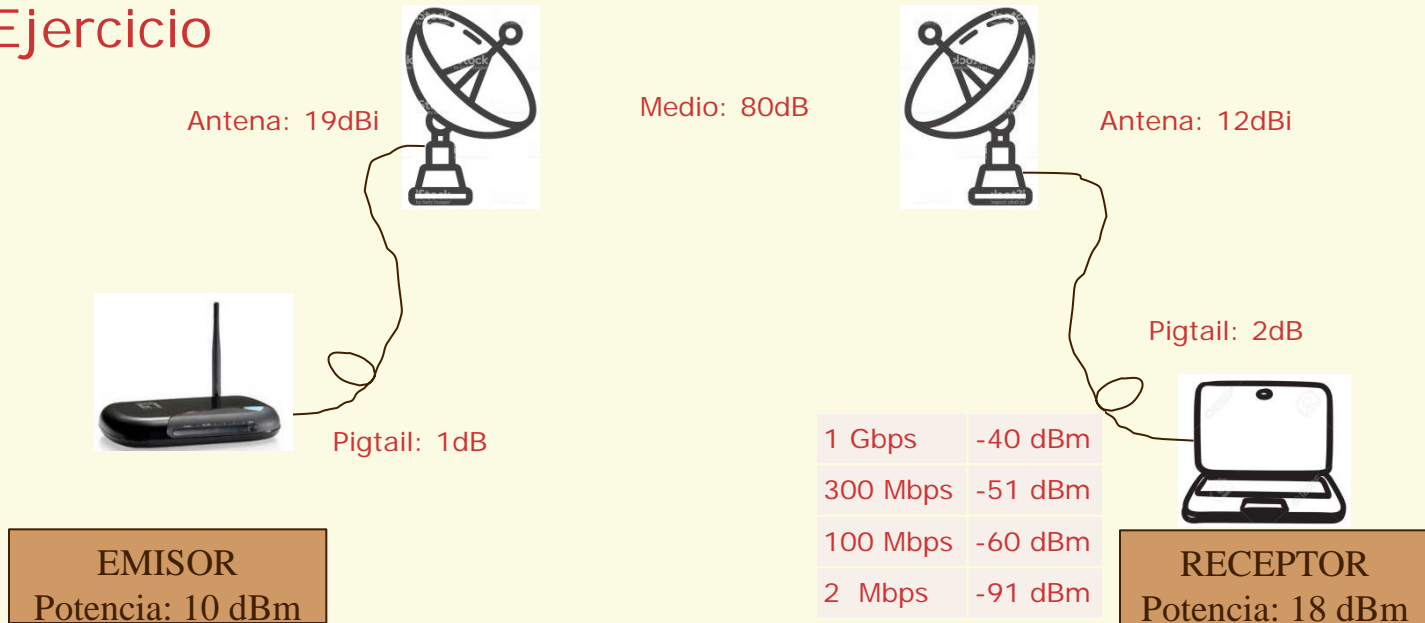 Ejercicio
Antena: 19dBi
Medio: 80dB
Antena: 12dBi
Pigtail: 1dB
Pigtail: 2dB
1 Gbps -40 dBm
300 Mbps -51 dBm
100 Mbps -60 dBm
2 Mbps -91 dBm
EMISOR
Potencia: 10 dBm
RECEPTOR
Potencia: 18 dBm